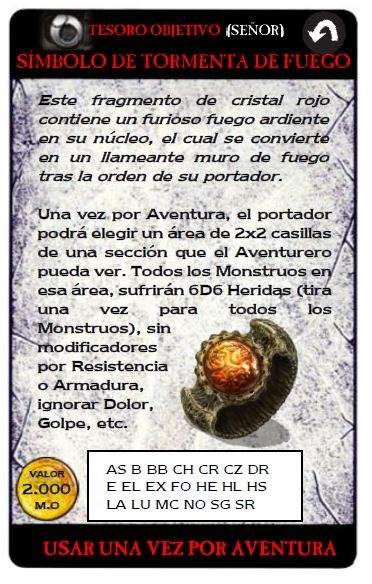 TESORO OBJETIVO (SEÑOR)
SÍMBOLO DE TORMENTA DE FUEGO
Este fragmento de cristal rojo
contiene un furioso fuego ardiente
en su núcleo, el cual se convierte
en un llameante muro de fuego
tras la orden de su portador.
Una vez por Aventura, el portador
podrá elegir un área de 2x2 casillas
de una sección que el Aventurero
pueda ver. Todos los Monstruos en
esa área, sufrirán 6D6 Heridas (tira
una vez para todos los
Monstruos), sin
modificadores
por Resistencia
o Armadura,
ignorar Dolor,
Golpe, etc.
AS B BB CH CR CZ DR
E EL EX FO HE HL HS
LA LU MC NO SG SR
VALOR
2.000
M.O
USAR UNA VEZ POR AVENTURA